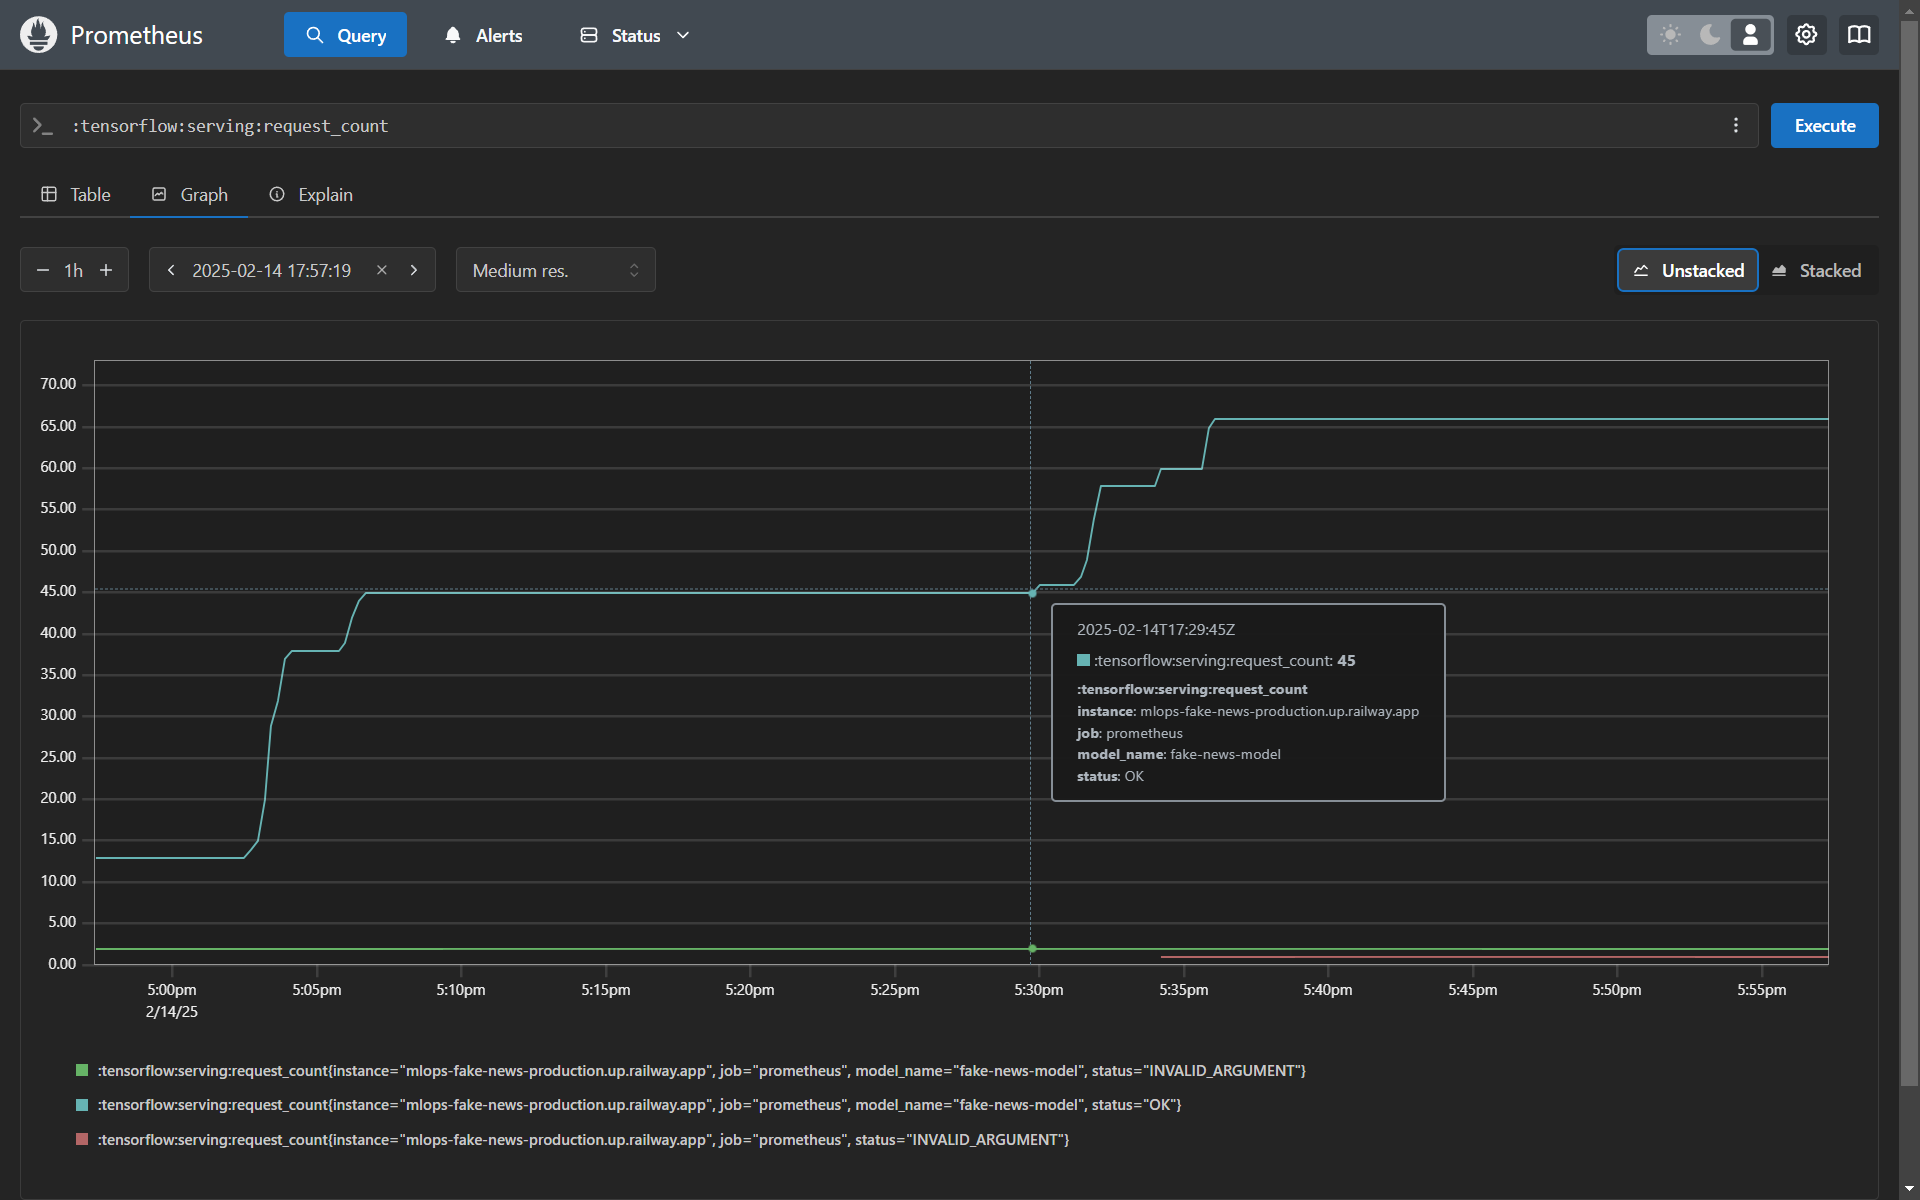 Prometheus Query Alerts Status
>_ :tensorflow:serving:request_count Execute
Table Graph Explain
− 1h + 2025-02-14 17:57:19 Medium res. Unstacked Stacked
70.00
65.00
60.00
55.00
50.00
45.00
40.00
35.00
30.00
25.00
20.00
15.00
10.00
5.00
0.00
2025-02-14T17:29:45Z
:tensorflow:serving:request_count: 45
:tensorflow:serving:request_count
instance: mlops-fake-news-production.up.railway.app
job: prometheus
model_name: fake-news-model
status: OK
5:00pm 5:05pm 5:10pm 5:15pm 5:20pm 5:25pm 5:30pm 5:35pm 5:40pm 5:45pm 5:50pm 5:55pm
2/14/25
:tensorflow:serving:request_count{instance="mlops-fake-news-production.up.railway.app", job="prometheus", model_name="fake-news-model", status="INVALID_ARGUMENT"}
:tensorflow:serving:request_count{instance="mlops-fake-news-production.up.railway.app", job="prometheus", model_name="fake-news-model", status="OK"}
:tensorflow:serving:request_count{instance="mlops-fake-news-production.up.railway.app", job="prometheus", status="INVALID_ARGUMENT"}